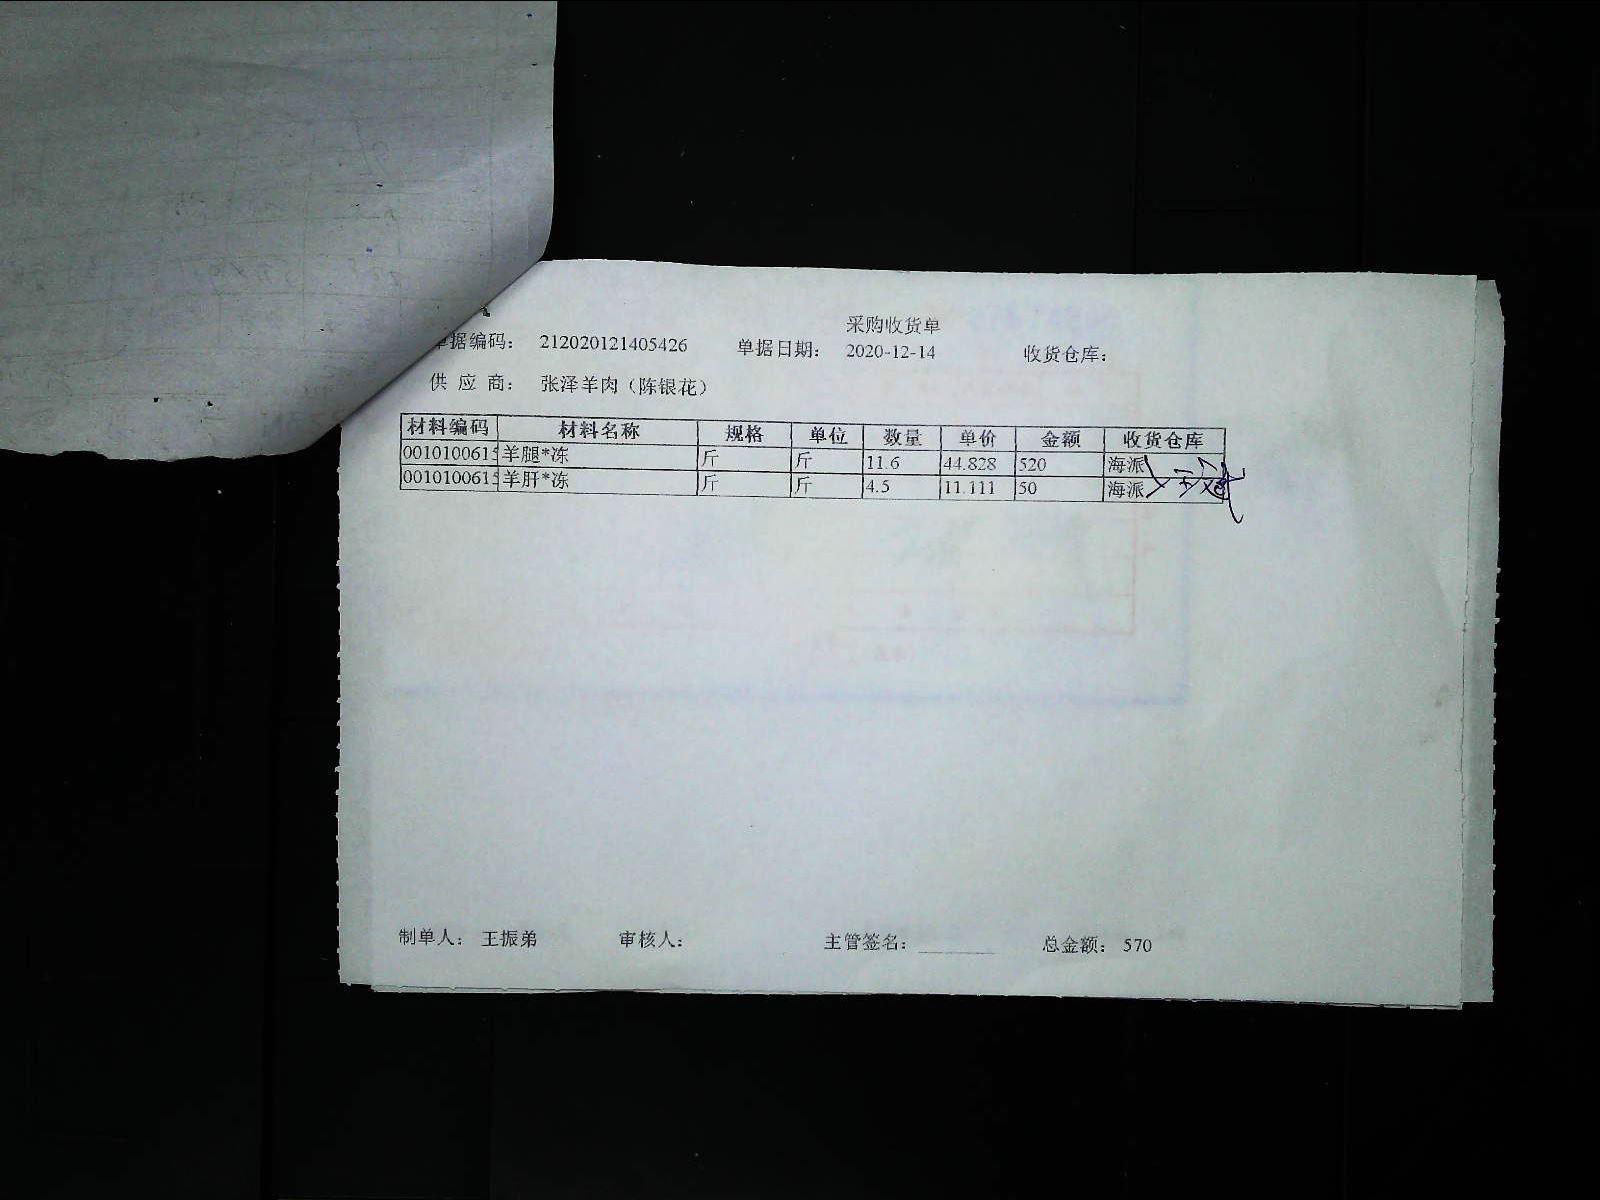 采购收货单
单据编码： 212020121405426 单据日期： 2020-12-14 收货仓库：
供 应 商： 张泽羊肉（陈银花）
材料编码 材料名称 规格 单位 数量 单价 金额 收货仓库
0010100615 羊腿*冻 斤 斤 11.6 44.828 520 海派
0010100615 羊肝*冻 斤 斤 4.5 11.111 50 海派
制单人： 王振弟 审核人： 主管签名： 总金额： 570